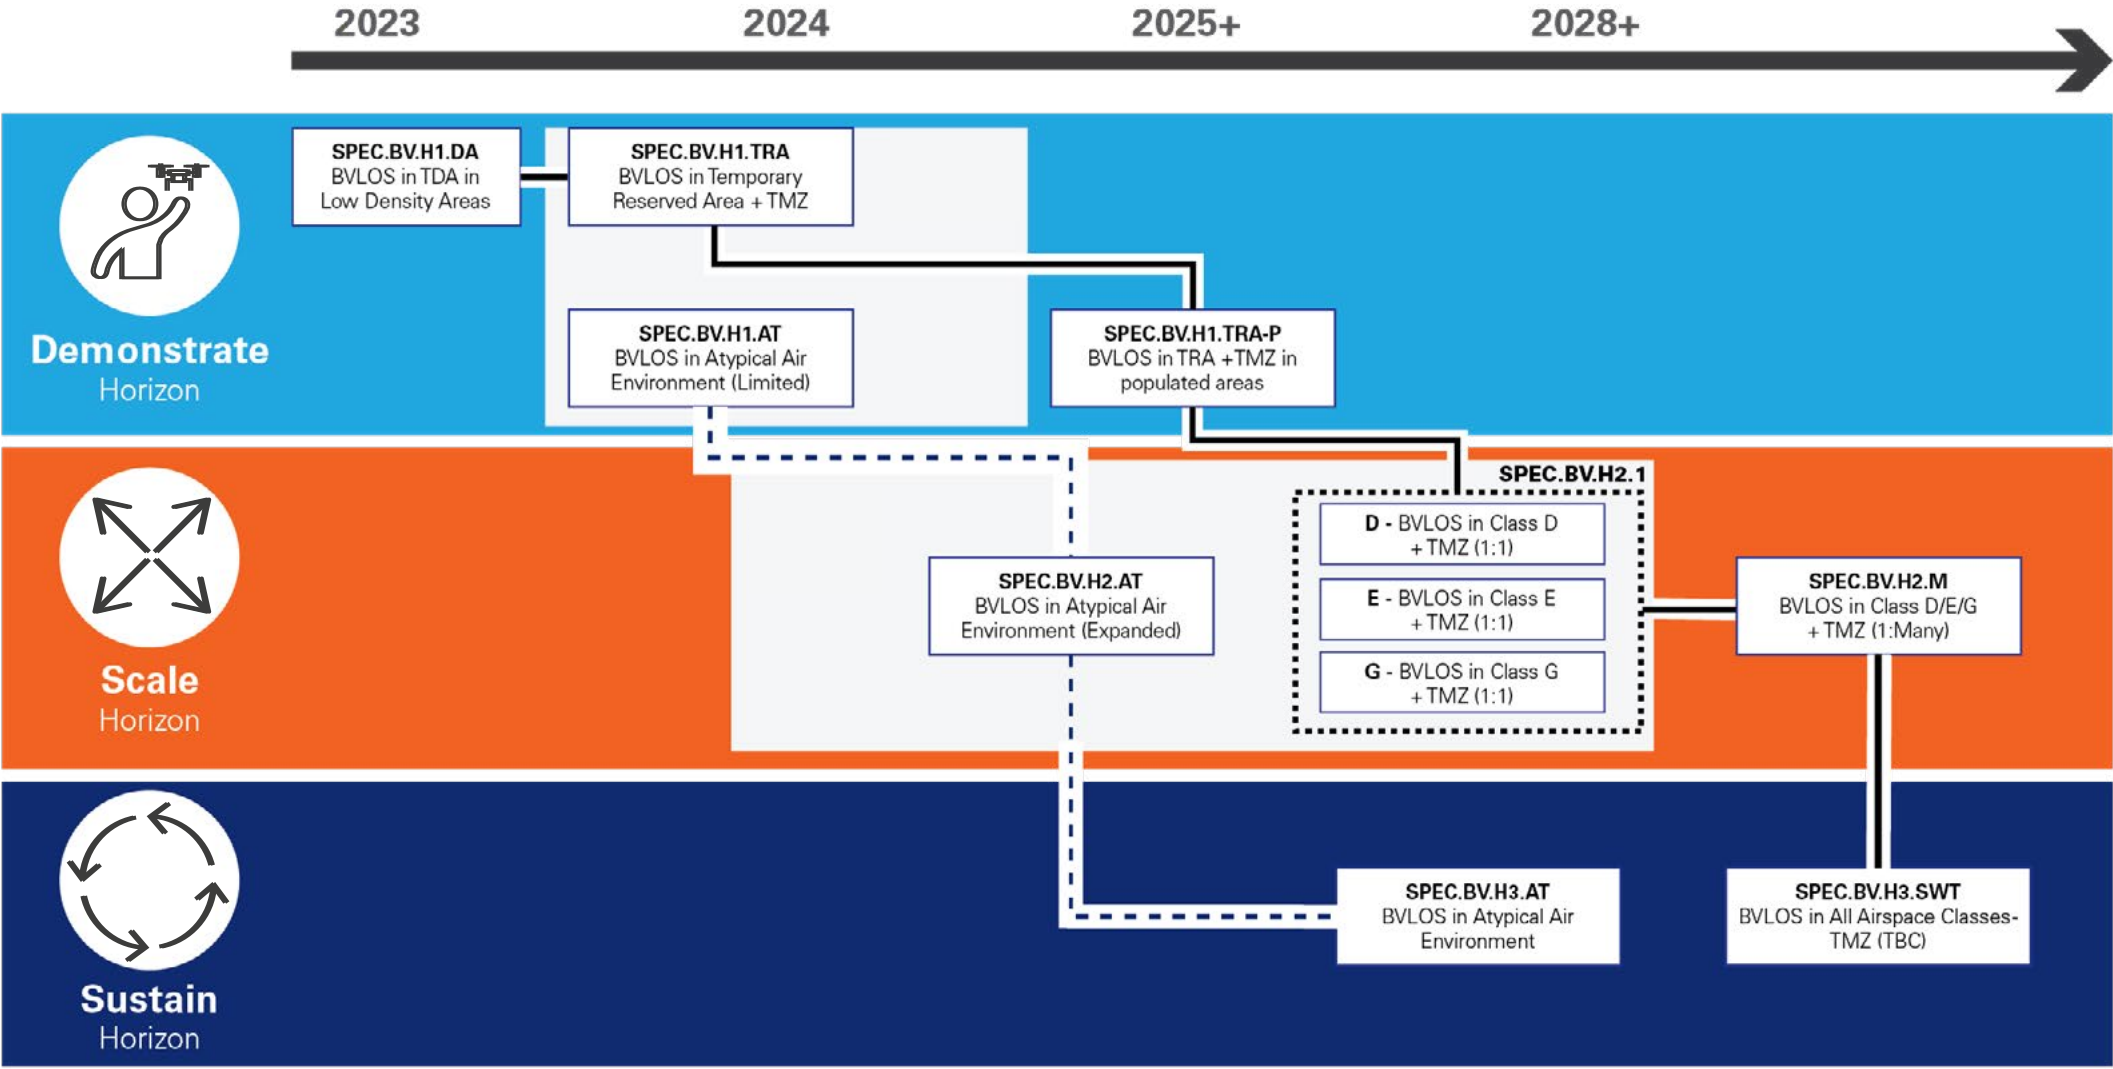 2023 2024 2025+ 2028+
SPEC.BV.H1.DA
BVLOS in TDA in
Low Density Areas
SPEC.BV.H1.TRA
BVLOS in Temporary
Reserved Area + TMZ
SPEC.BV.H1.AT
BVLOS in Atypical Air
Environment (Limited)
SPEC.BV.H1.TRA-P
BVLOS in TRA +TMZ in
populated areas
Demonstrate
Horizon
SPEC.BV.H2.1
D - BVLOS in Class D
+ TMZ (1:1)
E - BVLOS in Class E
+ TMZ (1:1)
G - BVLOS in Class G
+ TMZ (1:1)
SPEC.BV.H2.AT
BVLOS in Atypical Air
Environment (Expanded)
SPEC.BV.H2.M
BVLOS in Class D/E/G
+ TMZ (1:Many)
Scale
Horizon
SPEC.BV.H3.AT
BVLOS in Atypical Air
Environment
SPEC.BV.H3.SWT
BVLOS in All Airspace Classes-
TMZ (TBC)
Sustain
Horizon